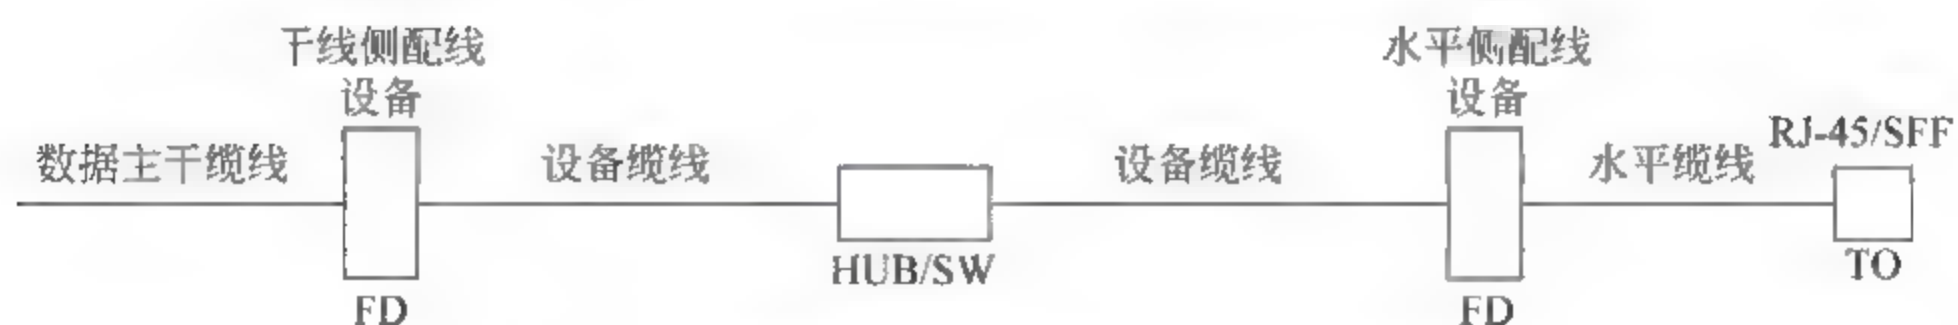 干线侧配线
设备
水平侧配线
设备
数据主干缆线
设备缆线
设备缆线
水平缆线
RJ-45/SFF
HUB/SW
TO
FD
FD